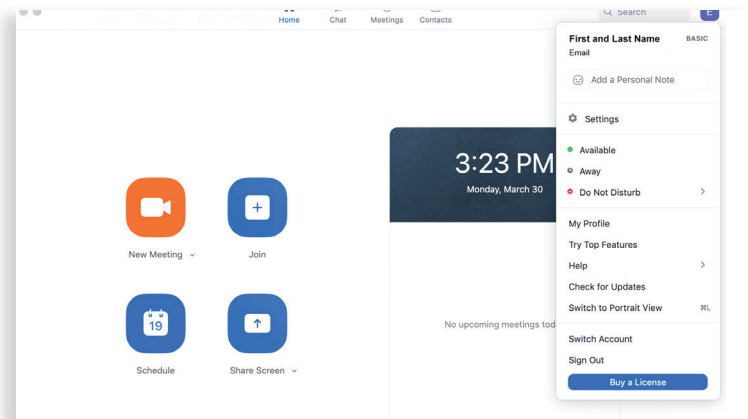 Home
Chat
Meetings
Contacts
Search
E
First and Last Name
BASIC
Email
Add a Personal Note
Settings
Available
Away
Do Not Disturb
My Profile
Try Top Features
Help
Check for Updates
Switch to Portrait View
⌘L
Switch Account
Sign Out
Buy a License
3:23 PM
Monday, March 30
New Meeting
Join
19
Schedule
Share Screen
No upcoming meetings tod